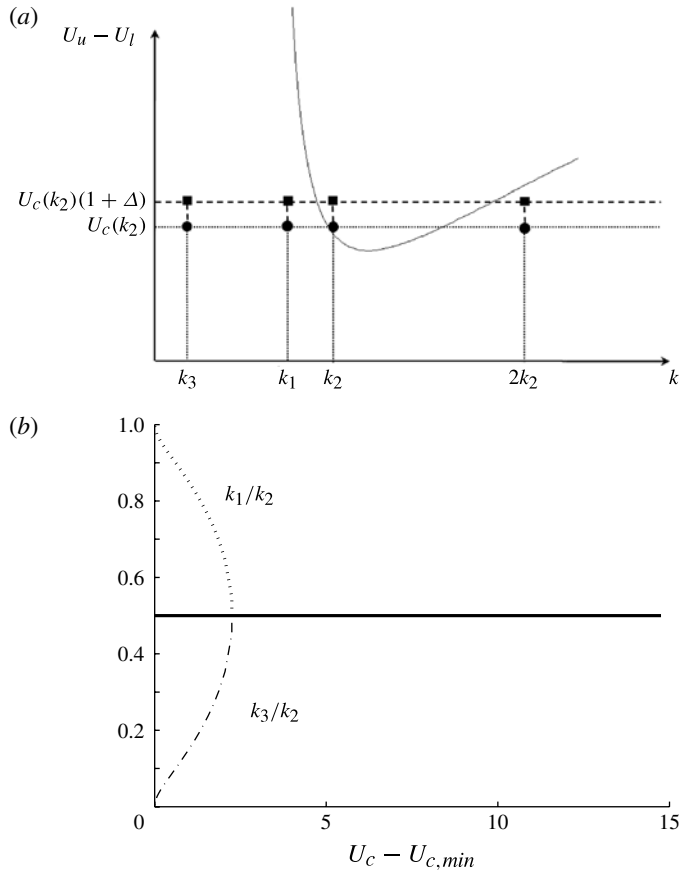 (a)
U_u − U_l
U_c(k_2)(1 + Δ)
U_c(k_2)
k_3 k_1 k_2 2k_2 k
(b)
1.0
k_1/k_2
0.8
0.6
0.4
k_3/k_2
0.2
0 5 10 15
U_c − U_{c,min}